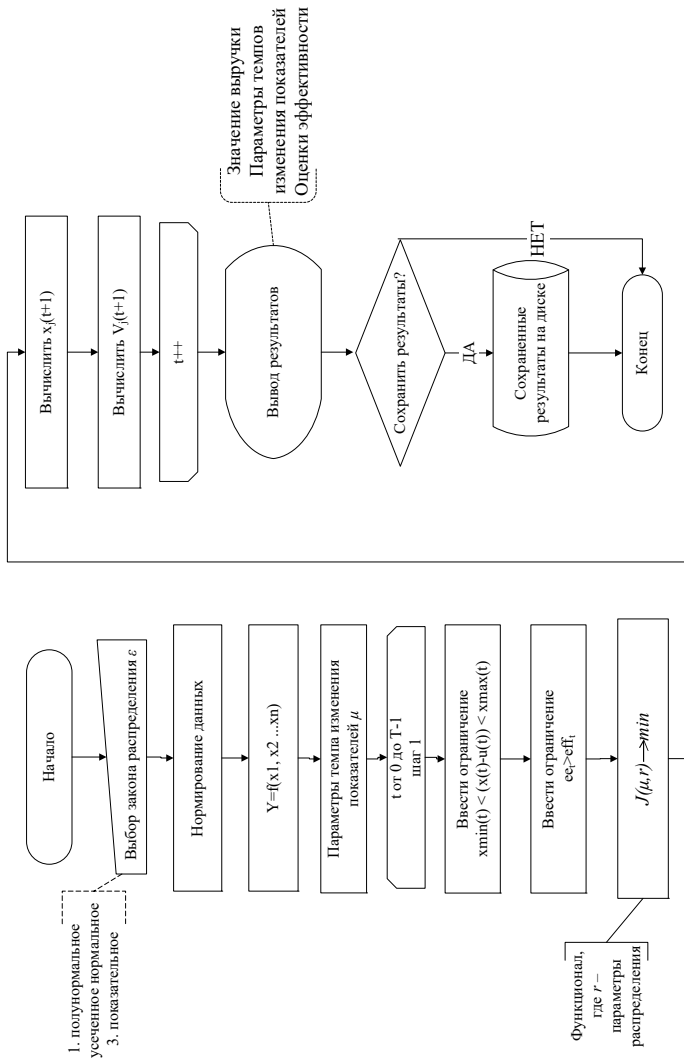 Начало
1. полунормальное
усеченное нормальное
3. показательное
Выбор закона распределения ε
Нормирование данных
Y=f(x1, x2 ...xn)
Параметры темпа изменения
показателей μ
t от 0 до T-1
шаг 1
Ввести ограничение
xmin(t) < (x(t)-u(t)) < xmax(t)
Ввести ограничение
eeₜ>effₜ
J(μ,r)⟶min
Функционал,
где r –
параметры
распределения
Вычислить xⱼ(t+1)
Вычислить Vⱼ(t+1)
t++
Вывод результатов
Значение выручки
Параметры темпов
изменения показателей
Оценки эффективности
Сохранить результаты?
ДА
НЕТ
Сохраненные
результаты на диске
Конец